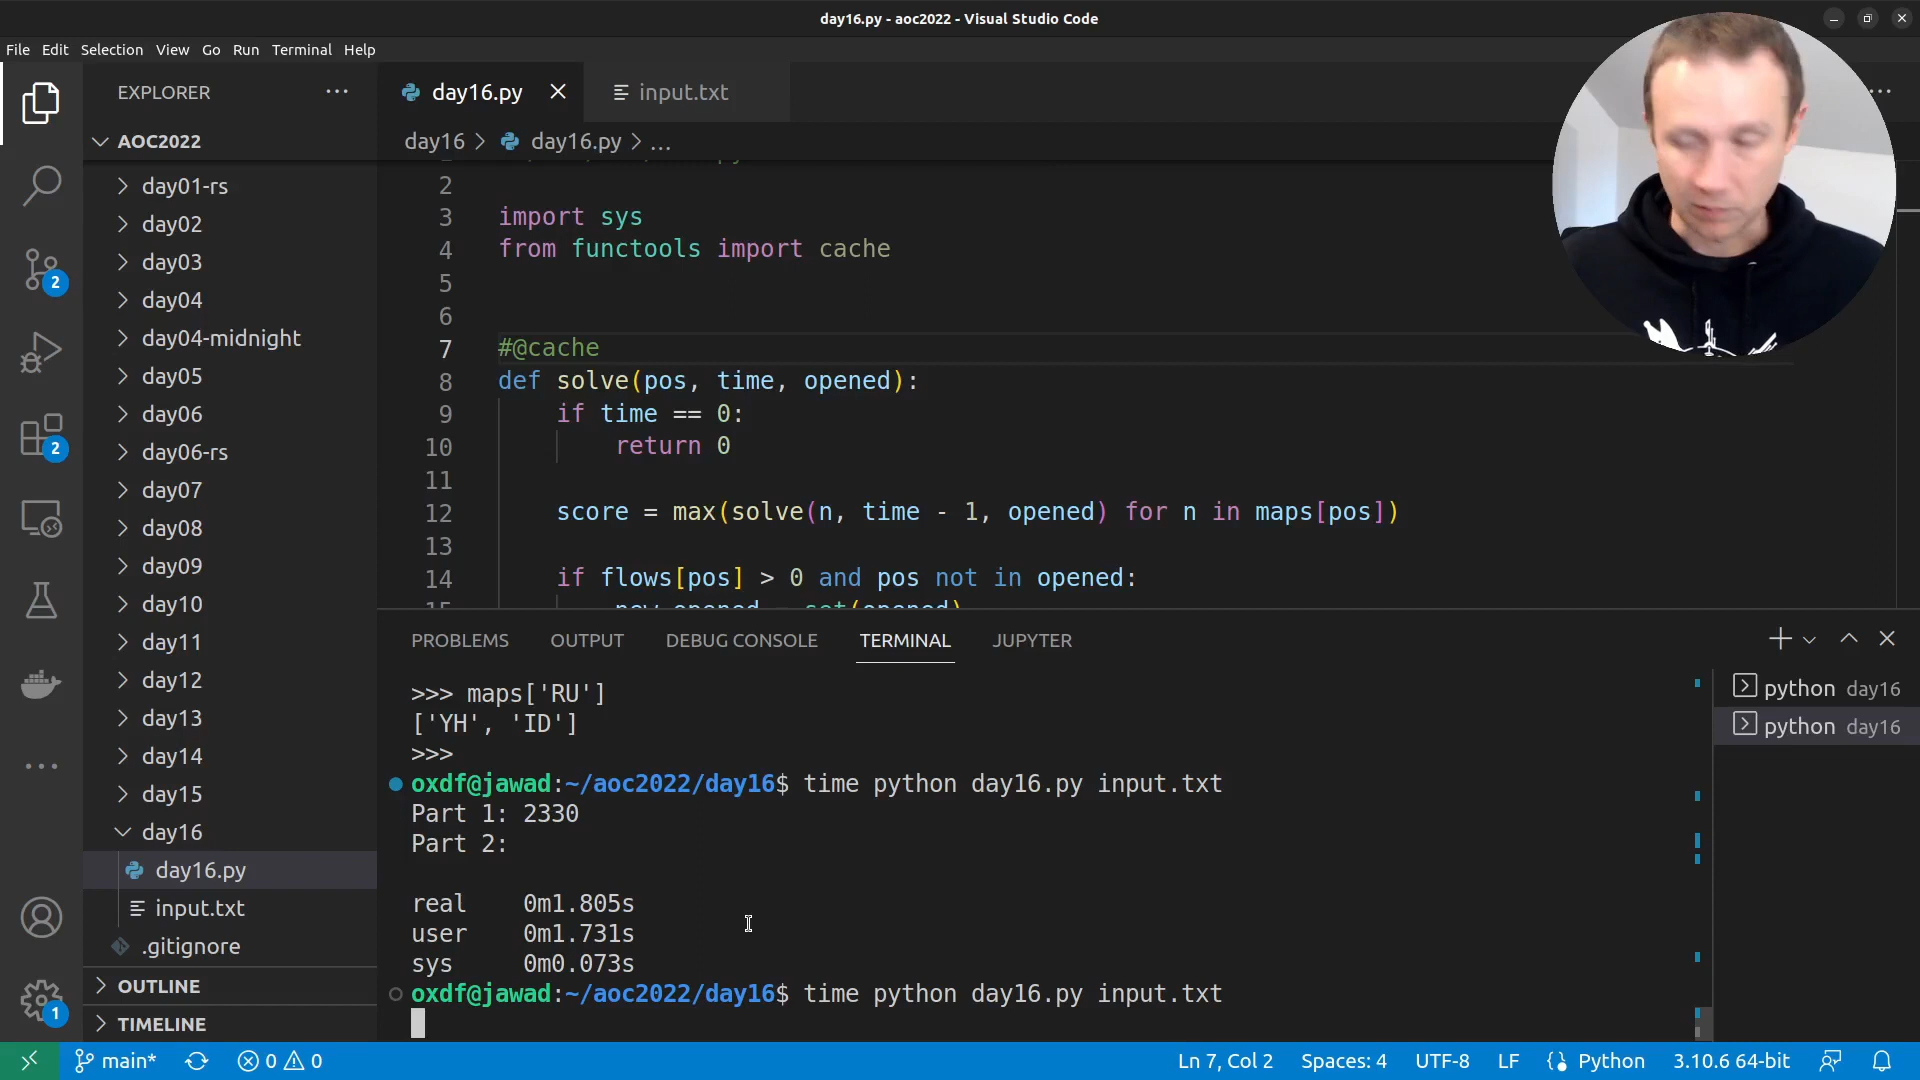 day16.py - aoc2022 - Visual Studio Code
File Edit Selection View Go Run Terminal Help
EXPLORER
AOC2022
day01-rs
day02
day03
day04
day04-midnight
day05
day06
day06-rs
day07
day08
day09
day10
day11
day12
day13
day14
day15
day16
day16.py
input.txt
.gitignore
OUTLINE
TIMELINE
2
2
1
day16.py input.txt
day16 > day16.py > ...
2
3 import sys
4 from functools import cache
5
6
7 #@cache
8 def solve(pos, time, opened):
9 if time == 0:
10 return 0
11
12 score = max(solve(n, time - 1, opened) for n in maps[pos])
13
14 if flows[pos] > 0 and pos not in opened:
15 new_opened = set(opened)
PROBLEMS OUTPUT DEBUG CONSOLE TERMINAL JUPYTER
>>> maps['RU']
['YH', 'ID']
>>>
oxdf@jawad:~/aoc2022/day16$ time python day16.py input.txt
Part 1: 2330
Part 2:
real 0m1.805s
user 0m1.731s
sys 0m0.073s
oxdf@jawad:~/aoc2022/day16$ time python day16.py input.txt
python day16
python day16
main* 0 0 Ln 7, Col 2 Spaces: 4 UTF-8 LF Python 3.10.6 64-bit